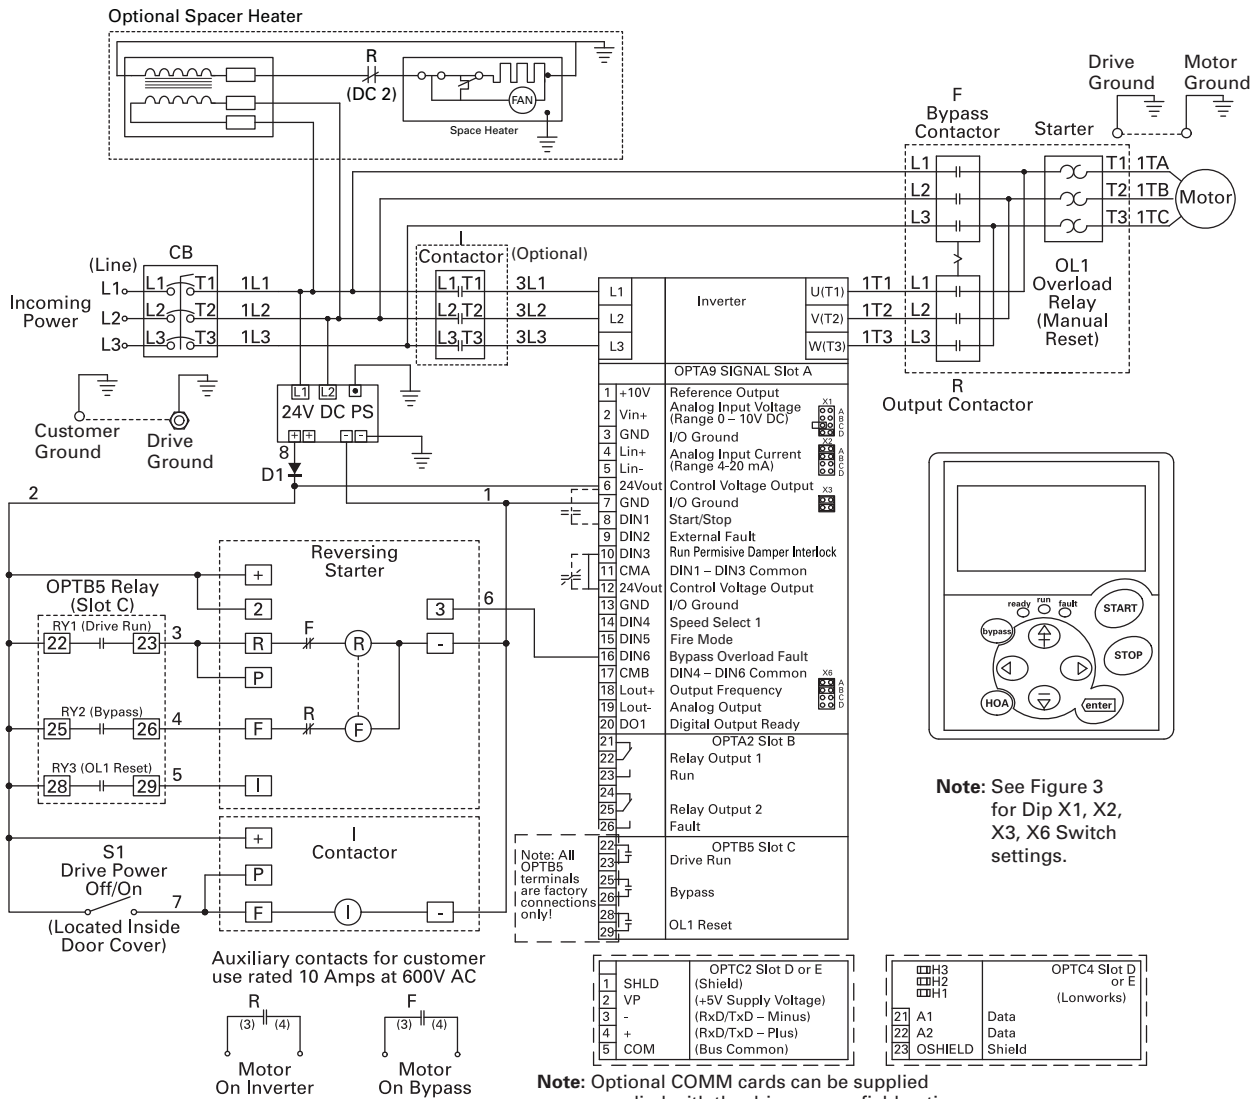 Optional Spacer Heater
R
(DC 2)
FAN
Space Heater
Drive
Ground
Motor
Ground
F
Bypass
Contactor
Starter
L1
L2
L3
T1 1TA
T2 1TB
T3 1TC
Motor
CB
(Line)
Incoming
Power
L1
L2
L3
L1 T1
L2 T2
L3 T3
1L1
1L2
1L3
I
Contactor (Optional)
L1 T1
L2 T2
L3 T3
3L1
3L2
3L3
L1
L2
L3
Inverter
U(T1)
V(T2)
W(T3)
1T1
1T2
1T3
L1
L2
L3
R
Output Contactor
OL1
Overload
Relay
(Manual
Reset)
Customer
Ground
Drive
Ground
L1 L2
24V DC PS
+ + - -
8
D1
2
1
OPTA9 SIGNAL Slot A
1 +10V Reference Output
2 Vin+ Analog Input Voltage
(Range 0 – 10V DC)
3 GND I/O Ground
4 Lin+ Analog Input Current
5 Lin- (Range 4-20 mA)
6 24Vout Control Voltage Output
7 GND I/O Ground
8 DIN1 Start/Stop
9 DIN2 External Fault
10 DIN3 Run Permisive Damper Interlock
11 CMA DIN1 – DIN3 Common
12 24Vout Control Voltage Output
13 GND I/O Ground
14 DIN4 Speed Select 1
15 DIN5 Fire Mode
16 DIN6 Bypass Overload Fault
17 CMB DIN4 – DIN6 Common
18 Lout+ Output Frequency
19 Lout- Analog Output
20 DO1 Digital Output Ready
X1
A
B
C
D
X2
A
B
C
D
X3
X6
A
B
C
D
21 OPTA2 Slot B
22 Relay Output 1
23 Run
24
25 Relay Output 2
26 Fault
22 OPTB5 Slot C
23 Drive Run
25
26 Bypass
28
29 OL1 Reset
Note: All
OPTB5
terminals
are factory
connections
only!
OPTB5 Relay
(Slot C)
RY1 (Drive Run)
22 23 3
RY2 (Bypass)
25 26 4
RY3 (OL1 Reset)
28 29 5
Reversing
Starter
+
2
R
P
F
I
F
R
R
F
3
-
6
S1
Drive Power
Off/On
7
(Located Inside
Door Cover)
I
Contactor
+
P
F
I
-
ready run fault
bypass
START
STOP
HOA
enter
Note: See Figure 3
for Dip X1, X2,
X3, X6 Switch
settings.
Auxiliary contacts for customer
use rated 10 Amps at 600V AC
R
(3) (4)
Motor
On Inverter
F
(3) (4)
Motor
On Bypass
OPTC2 Slot D or E
1 SHLD (Shield)
2 VP (+5V Supply Voltage)
3 - (RxD/TxD – Minus)
4 + (RxD/TxD – Plus)
5 COM (Bus Common)
H3
H2
H1
OPTC4 Slot D
or E
(Lonworks)
21 A1 Data
22 A2 Data
23 OSHIELD Shield
Note: Optional COMM cards can be supplied